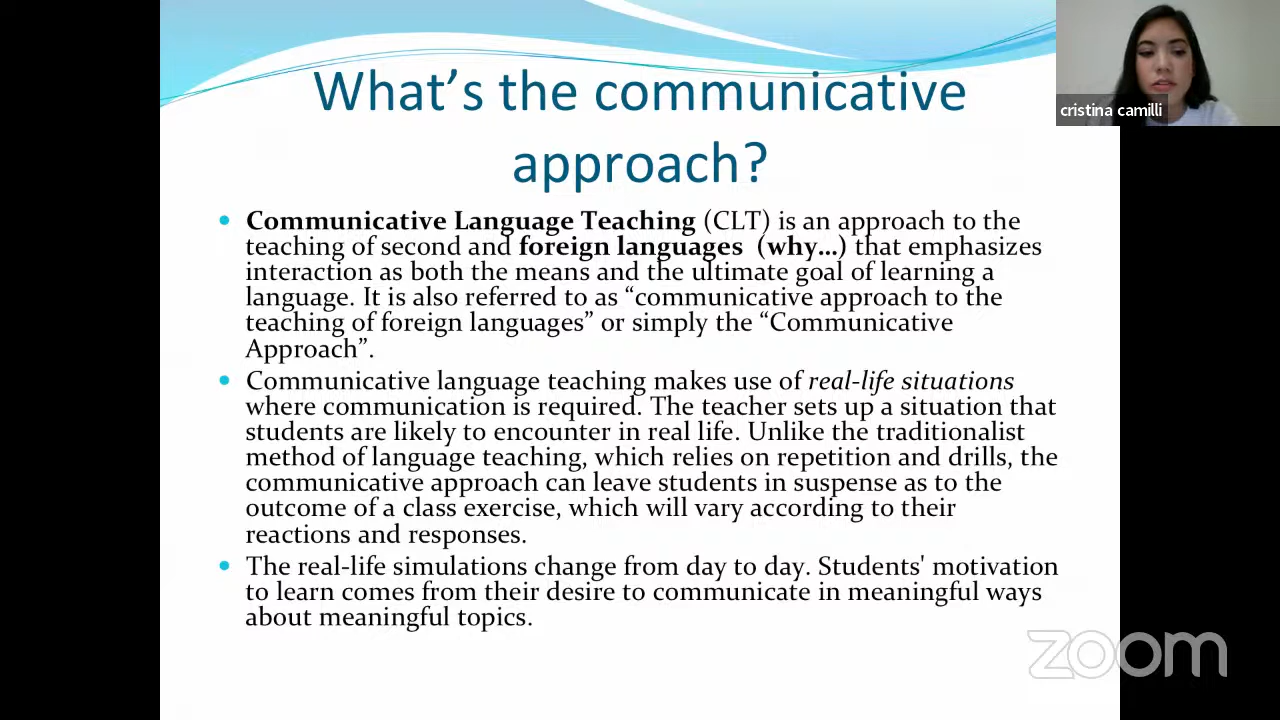 What's the communicative
approach?
cristina camilli
• Communicative Language Teaching (CLT) is an approach to the
teaching of second and foreign languages (why…) that emphasizes
interaction as both the means and the ultimate goal of learning a
language. It is also referred to as “communicative approach to the
teaching of foreign languages” or simply the “Communicative
Approach”.
• Communicative language teaching makes use of real-life situations
where communication is required. The teacher sets up a situation that
students are likely to encounter in real life. Unlike the traditionalist
method of language teaching, which relies on repetition and drills, the
communicative approach can leave students in suspense as to the
outcome of a class exercise, which will vary according to their
reactions and responses.
• The real-life simulations change from day to day. Students' motivation
to learn comes from their desire to communicate in meaningful ways
about meaningful topics.
zoom